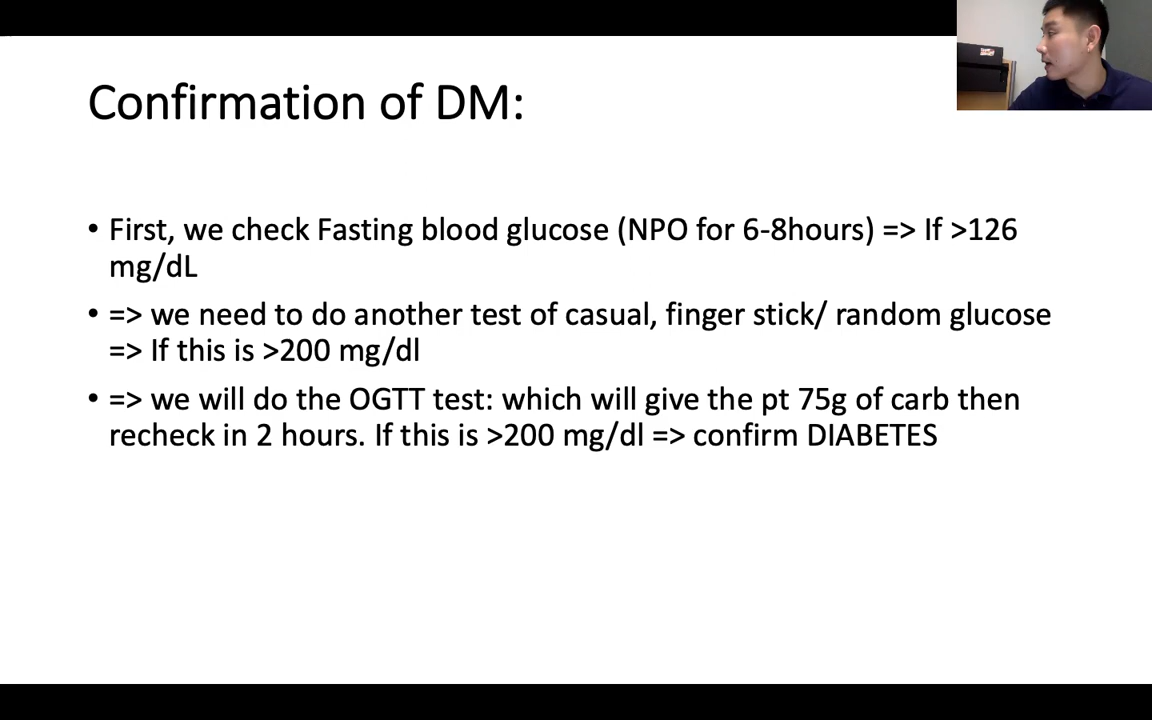 Confirmation of DM:
• First, we check Fasting blood glucose (NPO for 6-8hours) => If >126
mg/dL
• => we need to do another test of casual, finger stick/ random glucose
=> If this is >200 mg/dl
• => we will do the OGTT test: which will give the pt 75g of carb then
recheck in 2 hours. If this is >200 mg/dl => confirm DIABETES